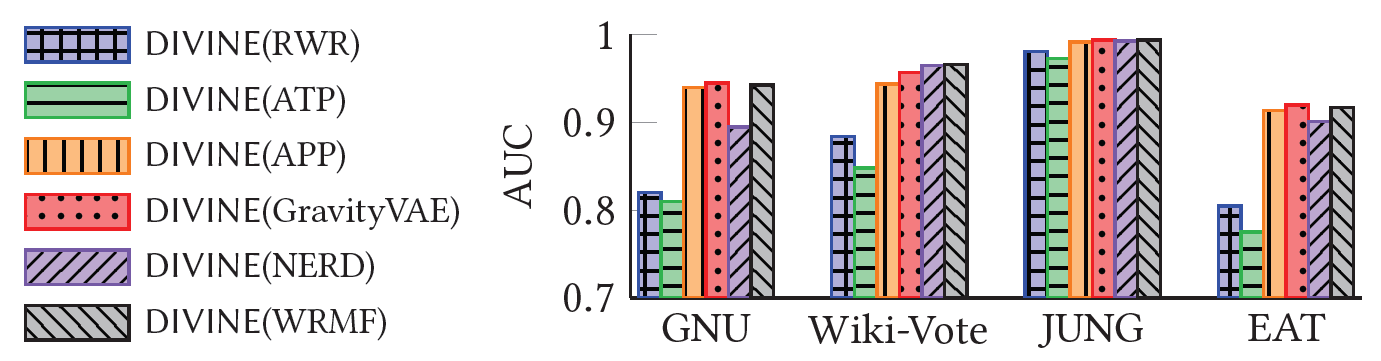 DIVINE(RWR)
DIVINE(ATP)
DIVINE(APP)
DIVINE(GravityVAE)
DIVINE(NERD)
DIVINE(WRMF)
AUC
1
0.9
0.8
0.7
GNU Wiki-Vote JUNG EAT